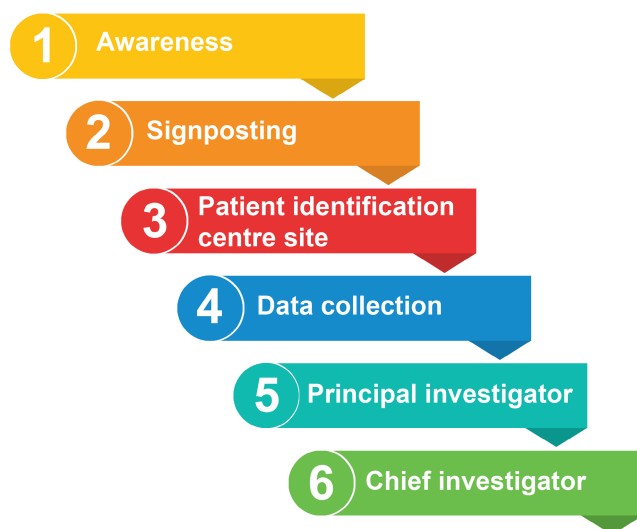 1 Awareness
2 Signposting
3 Patient identification
centre site
4 Data collection
5 Principal investigator
6 Chief investigator